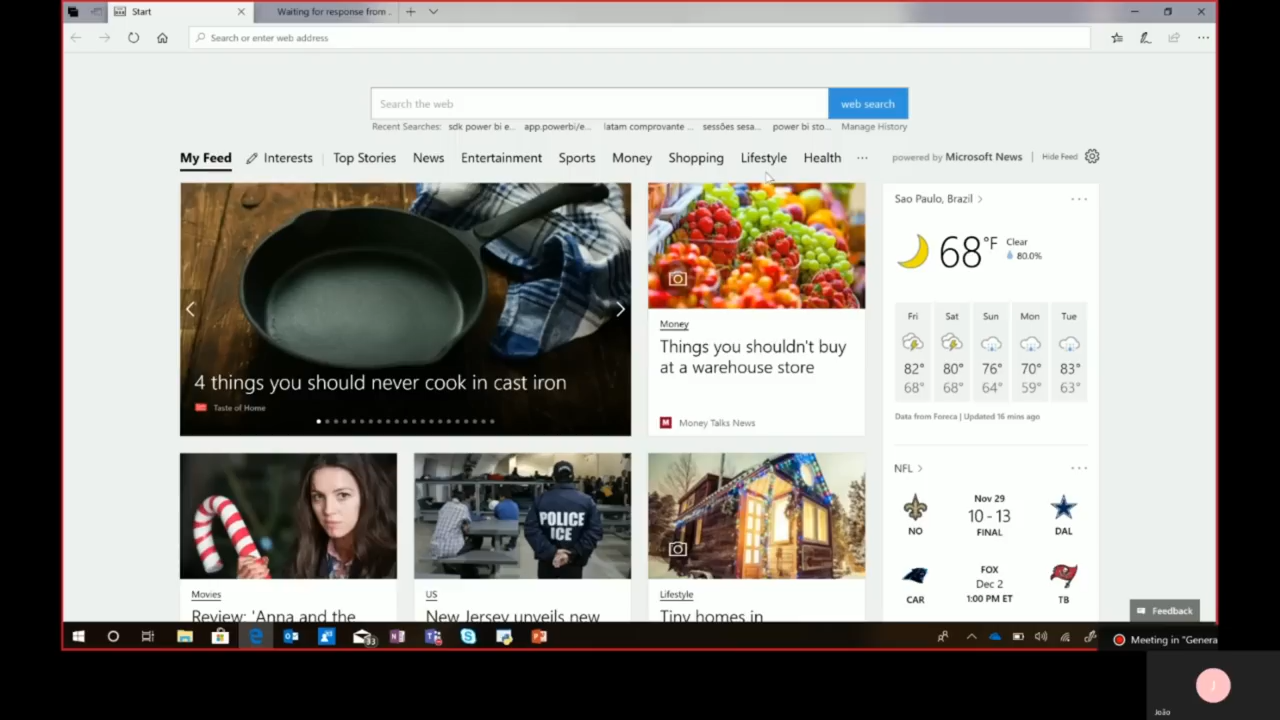 Start
Waiting for response from ..
Search or enter web address
Search the web
web search
Recent Searches: sdk power bi e... app.powerbi/e... latam comprovante ... sessões sesa... power bi sto... Manage History
My Feed Interests Top Stories News Entertainment Sports Money Shopping Lifestyle Health ... powered by Microsoft News Hide Feed
4 things you should never cook in cast iron
Taste of Home
Money
Things you shouldn't buy
at a warehouse store
Money Talks News
Sao Paulo, Brazil
68 °F
Clear
80.0%
Fri Sat Sun Mon Tue
82° 80° 76° 70° 83°
68° 68° 64° 59° 63°
Data from Foreca | Updated 16 mins ago
NFL
Nov 29
10 - 13
FINAL
NO DAL
FOX
Dec 2
1:00 PM ET
CAR TB
POLICE
ICE
Movies
Review: 'Anna and the
US
New Jersey unveils new
Lifestyle
Tiny homes in
Feedback
33
Meeting in "Genera
J
João